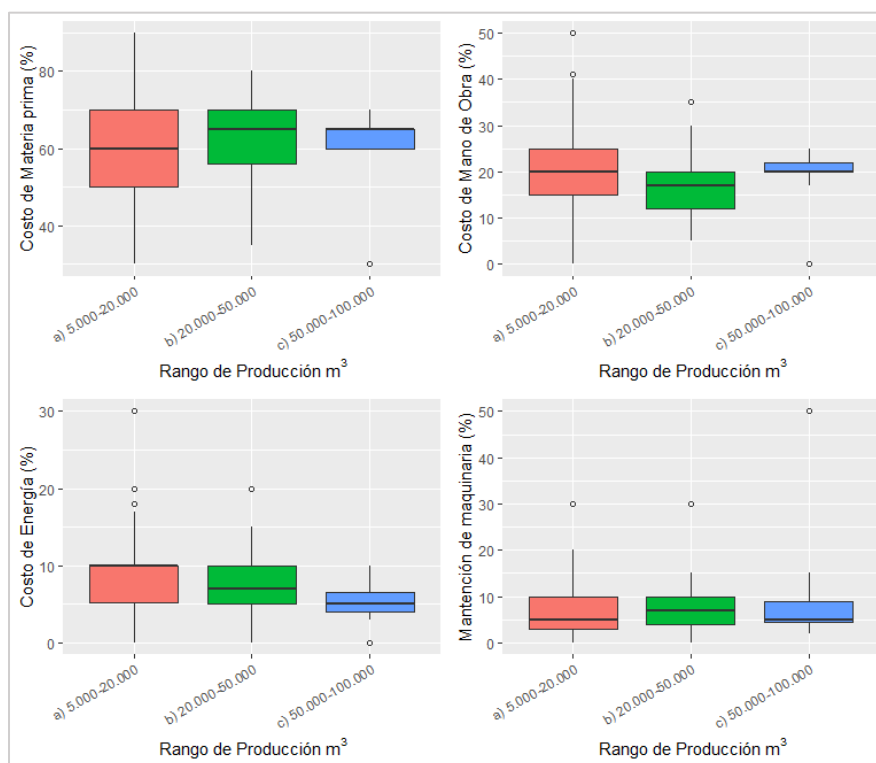 Costo de Materia prima (%)
80
60
40
a) 5.000-20.000
b) 20.000-50.000
c) 50.000-100.000
Rango de Producción m³
Costo de Mano de Obra (%)
50
40
30
20
10
0
a) 5.000-20.000
b) 20.000-50.000
c) 50.000-100.000
Rango de Producción m³
Costo de Energía (%)
30
20
10
0
a) 5.000-20.000
b) 20.000-50.000
c) 50.000-100.000
Rango de Producción m³
Mantención de maquinaria (%)
50
40
30
20
10
0
a) 5.000-20.000
b) 20.000-50.000
c) 50.000-100.000
Rango de Producción m³